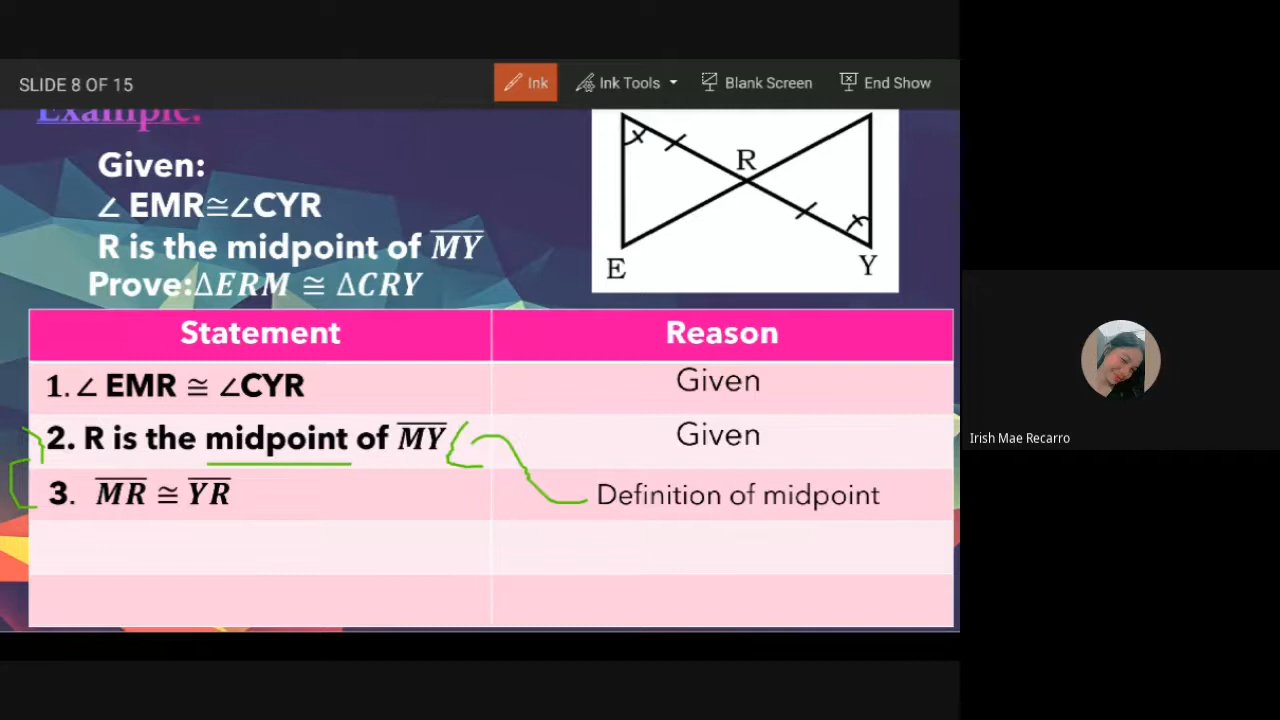 SLIDE 8 OF 15
Ink
Ink Tools
Blank Screen
End Show
Example:
Given:
∠ EMR≅∠CYR
R is the midpoint of MY
Prove:ΔERM ≅ ΔCRY
R
E
Y
Statement
Reason
1. ∠ EMR ≅ ∠CYR
Given
2. R is the midpoint of MY
Given
3. MR ≅ YR
Definition of midpoint
Irish Mae Recarro